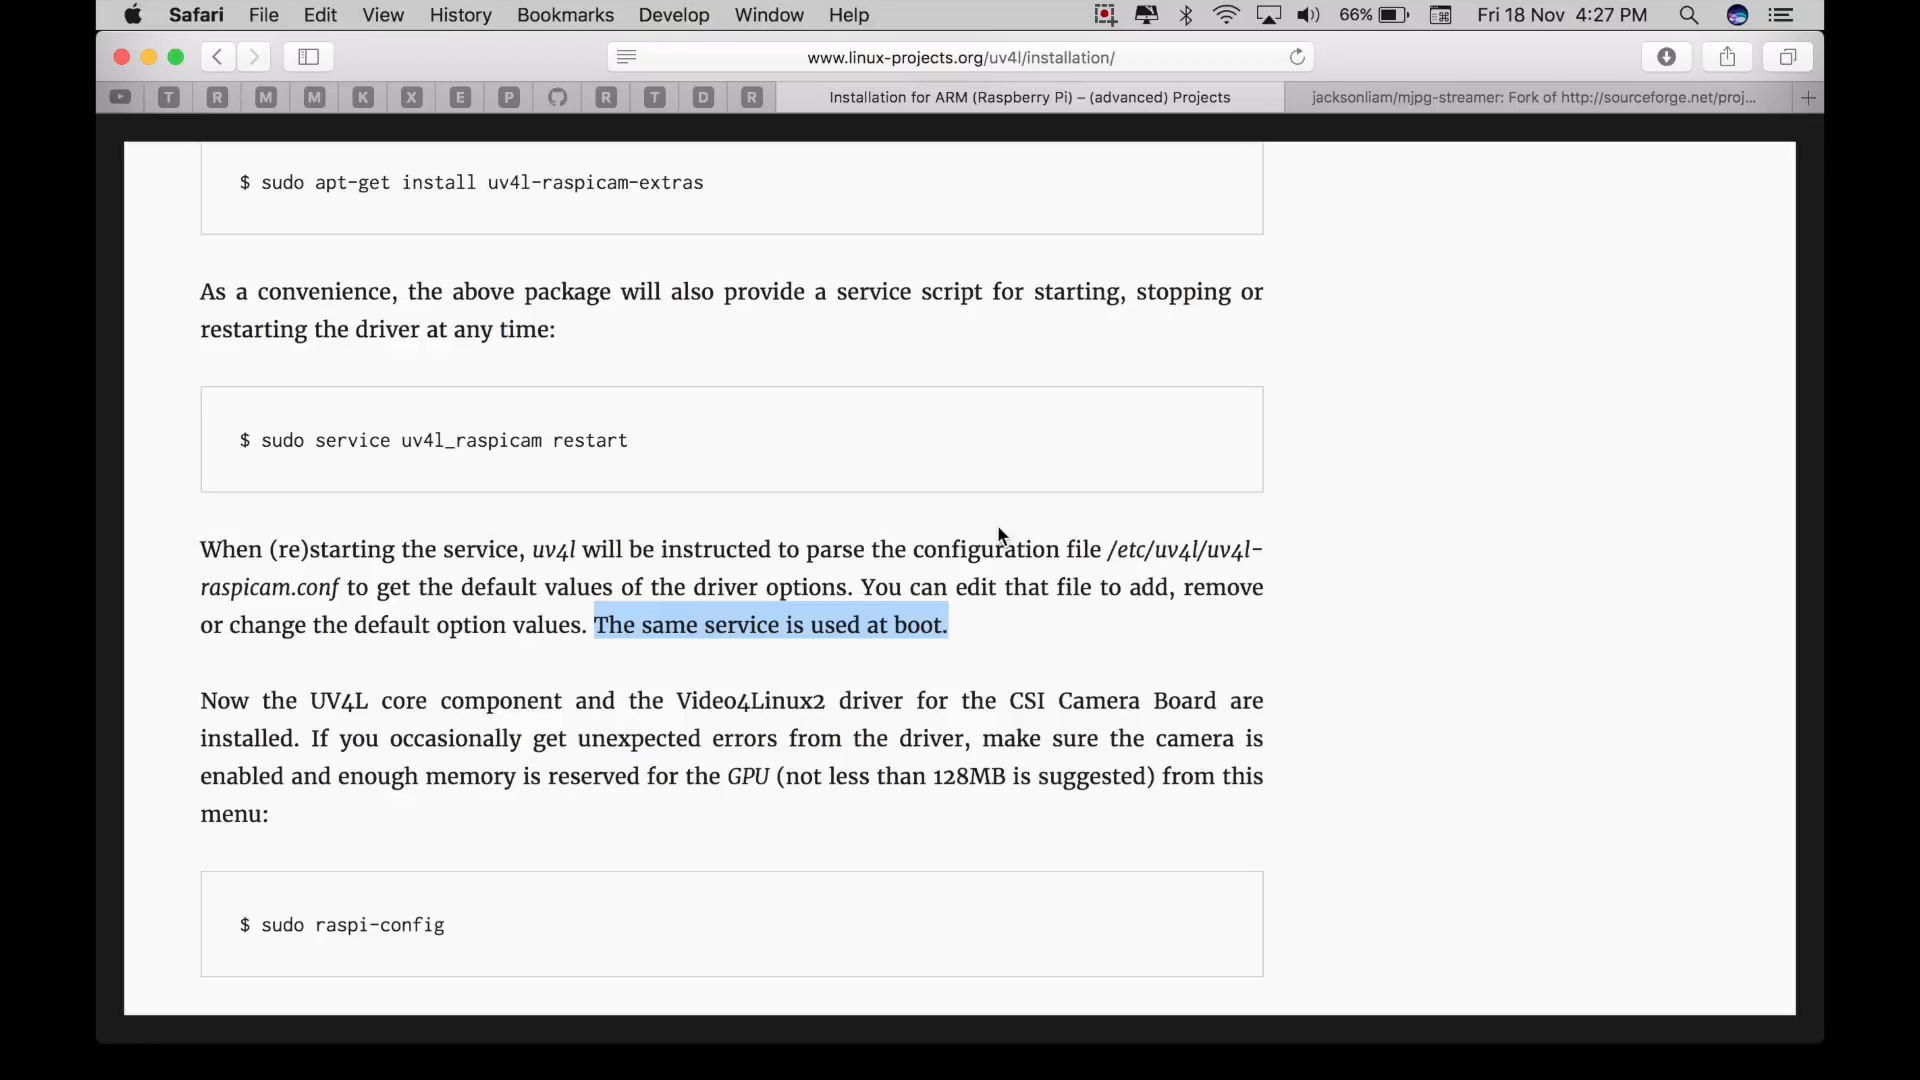 Safari File Edit View History Bookmarks Develop Window Help 66% Fri 18 Nov 4:27 PM
www.linux-projects.org/uv4l/installation/
T R M M K X E P R T D R Installation for ARM (Raspberry Pi) – (advanced) Projects jacksonliam/mjpg-streamer: Fork of http://sourceforge.net/proj...
$ sudo apt-get install uv4l-raspicam-extras
As a convenience, the above package will also provide a service script for starting, stopping or
restarting the driver at any time:
$ sudo service uv4l_raspicam restart
When (re)starting the service, uv4l will be instructed to parse the configuration file /etc/uv4l/uv4l-
raspicam.conf to get the default values of the driver options. You can edit that file to add, remove
or change the default option values. The same service is used at boot.
Now the UV4L core component and the Video4Linux2 driver for the CSI Camera Board are
installed. If you occasionally get unexpected errors from the driver, make sure the camera is
enabled and enough memory is reserved for the GPU (not less than 128MB is suggested) from this
menu:
$ sudo raspi-config